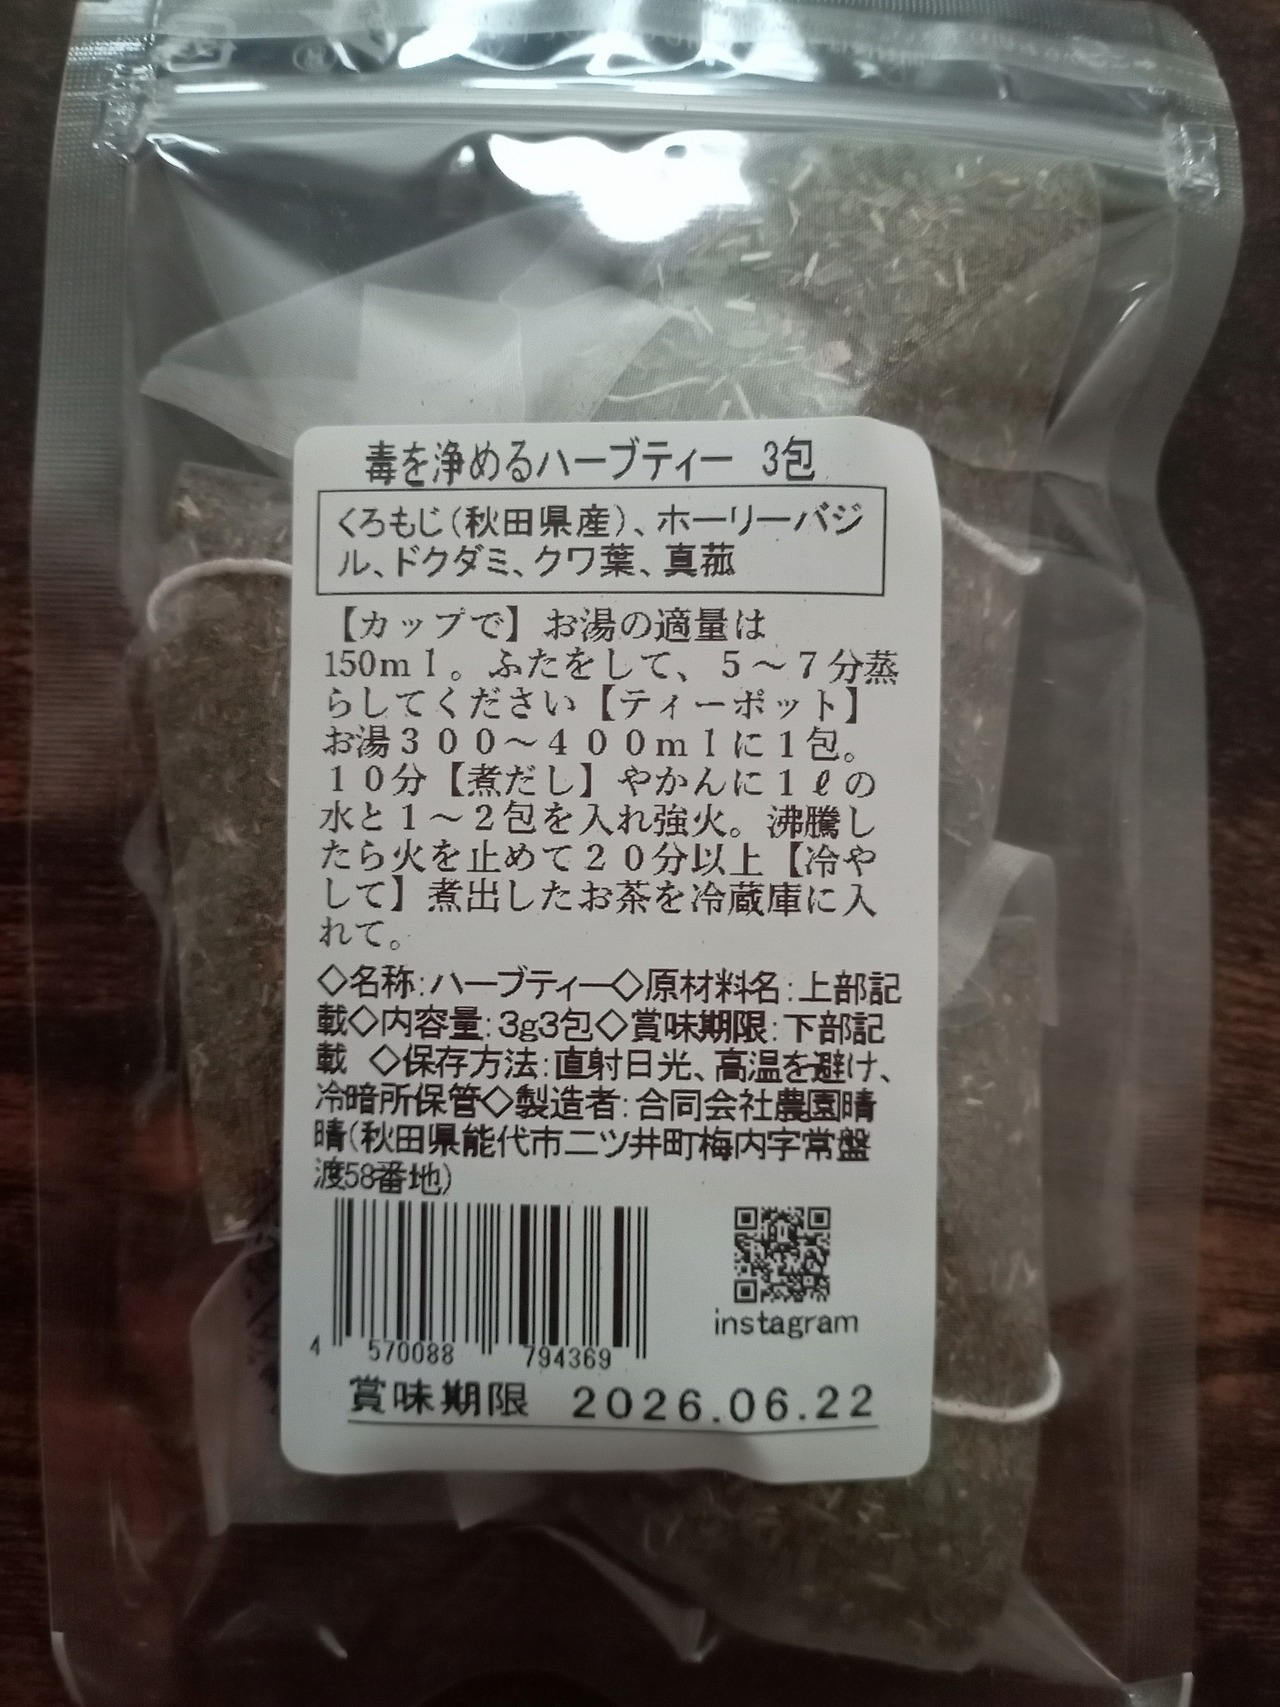 毒を浄めるハーブティー 3包
くろもじ(秋田県産)、ホーリーバジ
ル、ドクダミ、クワ葉、真菰
【カップで】お湯の適量は
150ml。ふたをして、5～7分蒸
らしてください【ティーポット】
お湯300～400mlに1包。
10分【煮だし】やかんに1ℓの
水と1～2包を入れ強火。沸騰し
たら火を止めて20分以上【冷や
して】煮出したお茶を冷蔵庫に入
れて。
◇名称:ハーブティー◇原材料名:上部記
載◇内容量:3g3包◇賞味期限:下部記
載 ◇保存方法:直射日光、高温を避け、
冷暗所保管◇製造者:合同会社農園晴
晴(秋田県能代市二ツ井町梅内字常盤
渡58番地)
4 570088 794369
instagram
賞味期限 2026.06.22